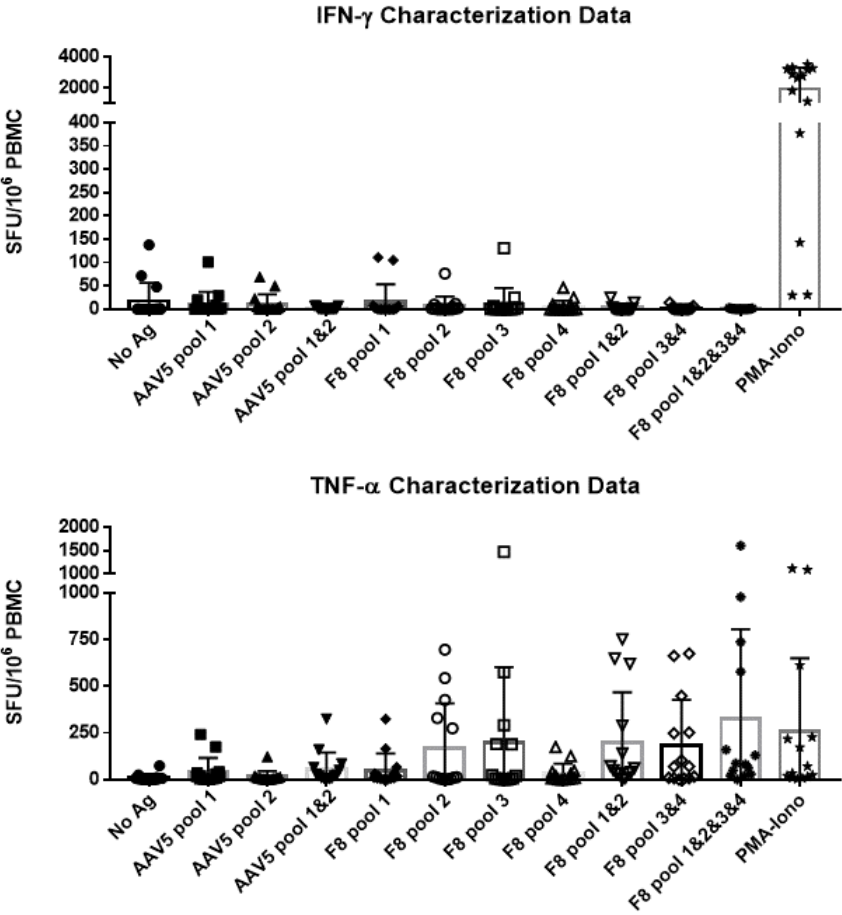 IFN-γ Characterization Data
SFU/10⁶ PBMC
4000
2000
400
350
300
250
200
150
100
50
0
No Ag
AAV5 pool 1
AAV5 pool 2
AAV5 pool 1&2
F8 pool 1
F8 pool 2
F8 pool 3
F8 pool 4
F8 pool 1&2
F8 pool 3&4
F8 pool 1&2&3&4
PMA-Iono
TNF-α Characterization Data
SFU/10⁶ PBMC
2000
1500
1000
1000
750
500
250
0
No Ag
AAV5 pool 1
AAV5 pool 2
AAV5 pool 1&2
F8 pool 1
F8 pool 2
F8 pool 3
F8 pool 4
F8 pool 1&2
F8 pool 3&4
F8 pool 1&2&3&4
PMA-Iono